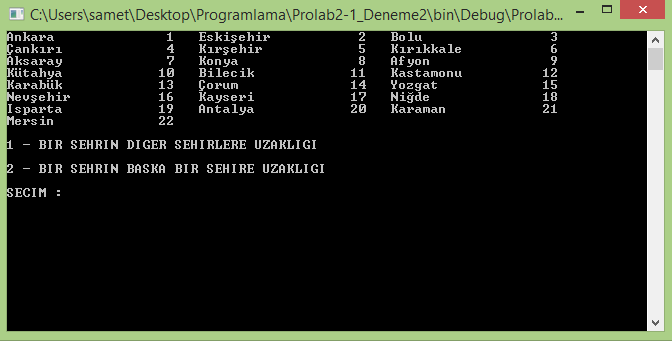 C:\Users\samet\Desktop\Programlama\Prolab2-1_Deneme2\bin\Debug\Prolab...
Ankara 1 Eskişehir 2 Bolu 3
Çankırı 4 Kırşehir 5 Kırıkkale 6
Aksaray 7 Konya 8 Afyon 9
Kütahya 10 Bilecik 11 Kastamonu 12
Karabük 13 Çorum 14 Yozgat 15
Nevşehir 16 Kayseri 17 Niğde 18
Isparta 19 Antalya 20 Karaman 21
Mersin 22
1 - BIR SEHRIN DIGER SEHIRLERE UZAKLIGI
2 - BIR SEHRIN BASKA BIR SEHIRE UZAKLIGI
SECIM :